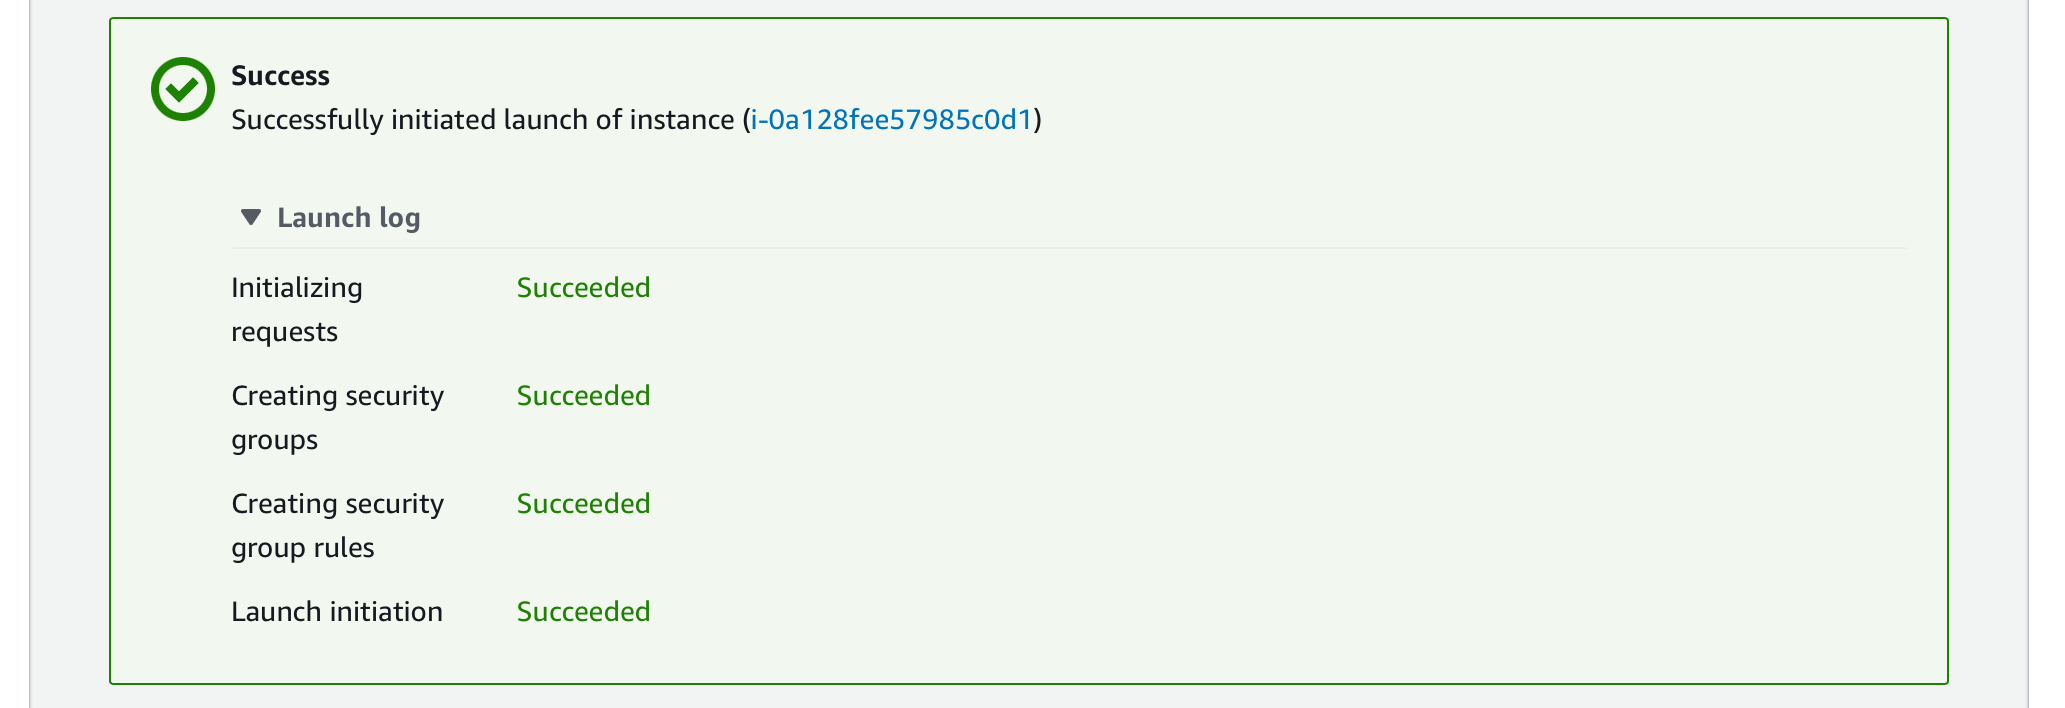 Success
Successfully initiated launch of instance (i-0a128fee57985c0d1)
Launch log
Initializing requests Succeeded
Creating security groups Succeeded
Creating security group rules Succeeded
Launch initiation Succeeded